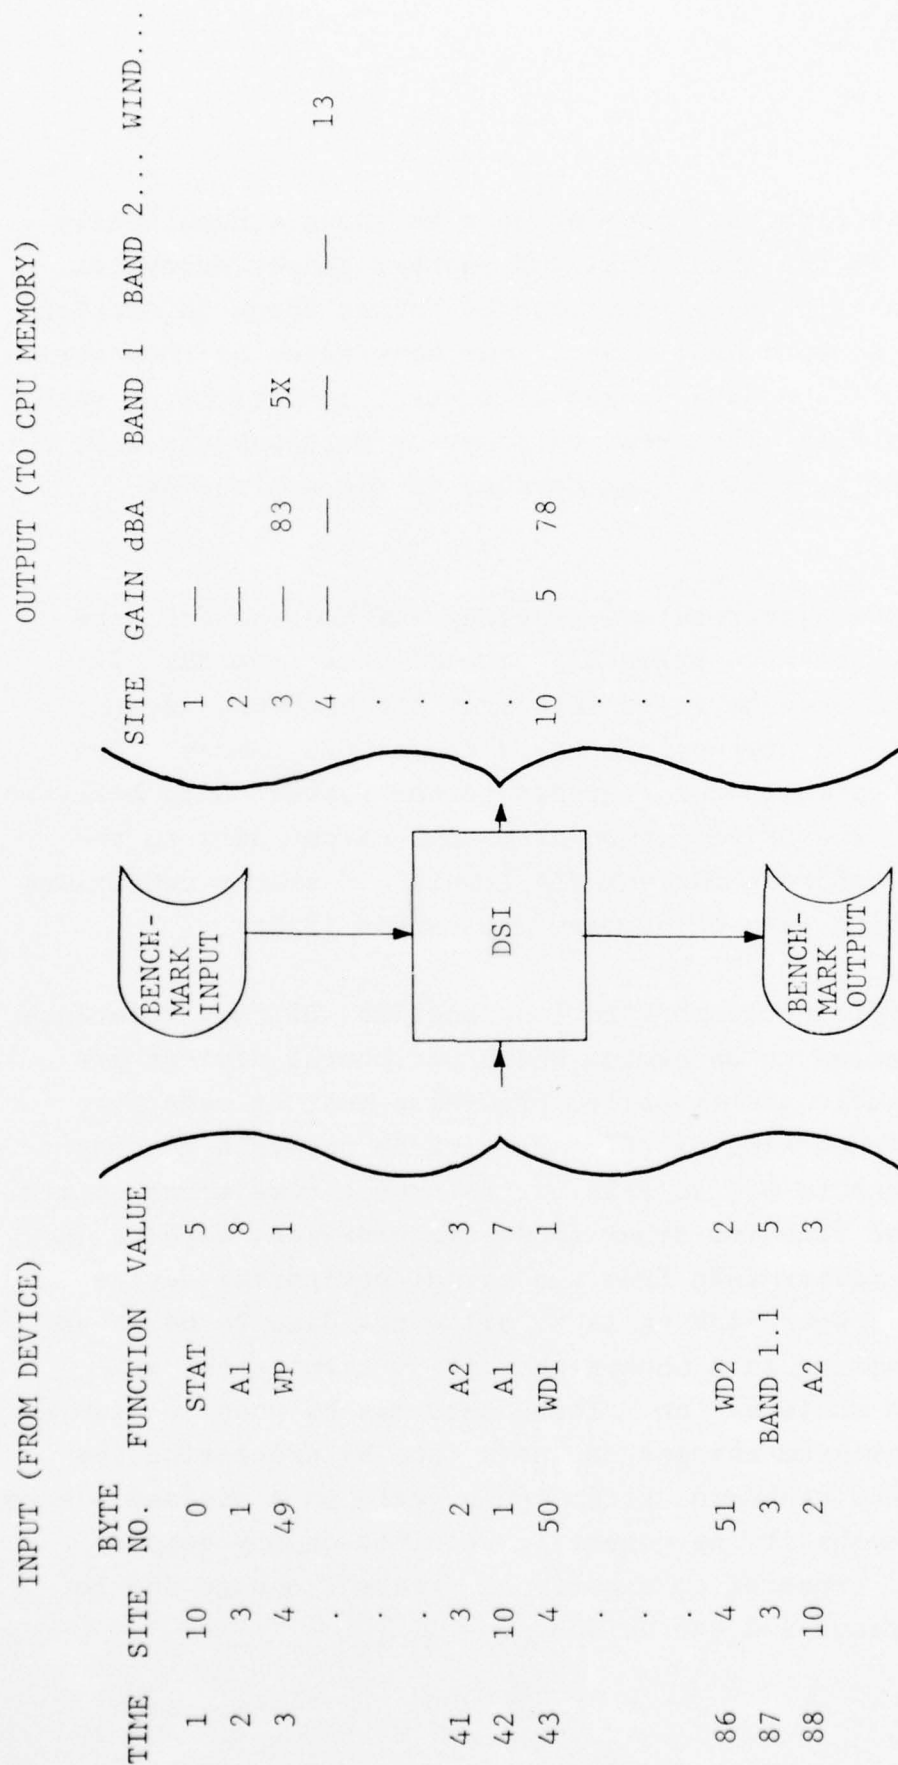 INPUT (FROM DEVICE)
BYTE
TIME SITE NO. FUNCTION VALUE
1 10 0 STAT 5
2 3 1 A1 8
3 4 49 WP 1
. 
. 
. 
41 3 2 A2 3
42 10 1 A1 7
43 4 50 WD1 1
. 
. 
. 
86 4 51 WD2 2
87 3 3 BAND 1.1 5
88 10 2 A2 3
BENCH-
MARK
INPUT
DSI
BENCH-
MARK
OUTPUT
OUTPUT (TO CPU MEMORY)
SITE GAIN dBA BAND 1 BAND 2... WIND...
1 —
2 —
3 — 83 5X
4 — — — — 13
. 
. 
. 
. 
10 5 78
. 
. 
.